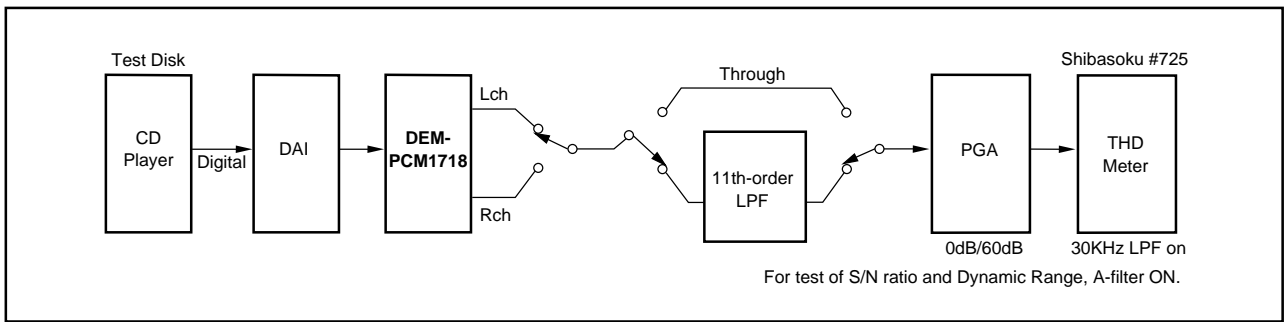 Test Disk
CD
Player
Digital
DAI
DEM-
PCM1718
Lch
Rch
Through
11th-order
LPF
PGA
0dB/60dB
Shibasoku #725
THD
Meter
30KHz LPF on
For test of S/N ratio and Dynamic Range, A-filter ON.